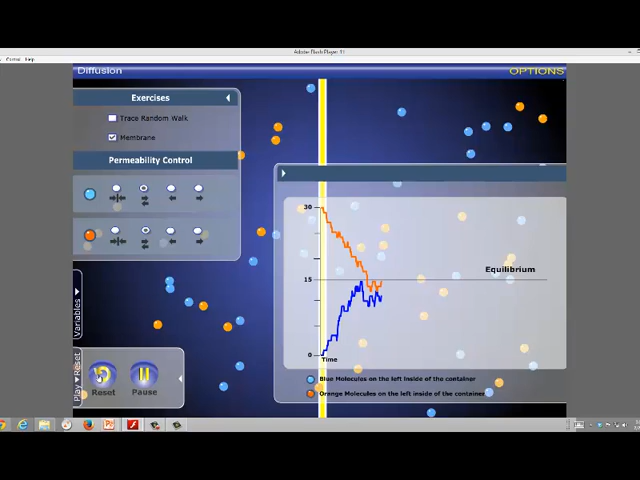 Adobe Flash Player 11
Control Help
Diffusion
OPTIONS
Exercises
Trace Random Walk
Membrane
Permeability Control
30
15
0
Equilibrium
Time
Variables
Play Reset
Reset
Pause
Blue Molecules on the left inside of the container
Orange Molecules on the left inside of the container